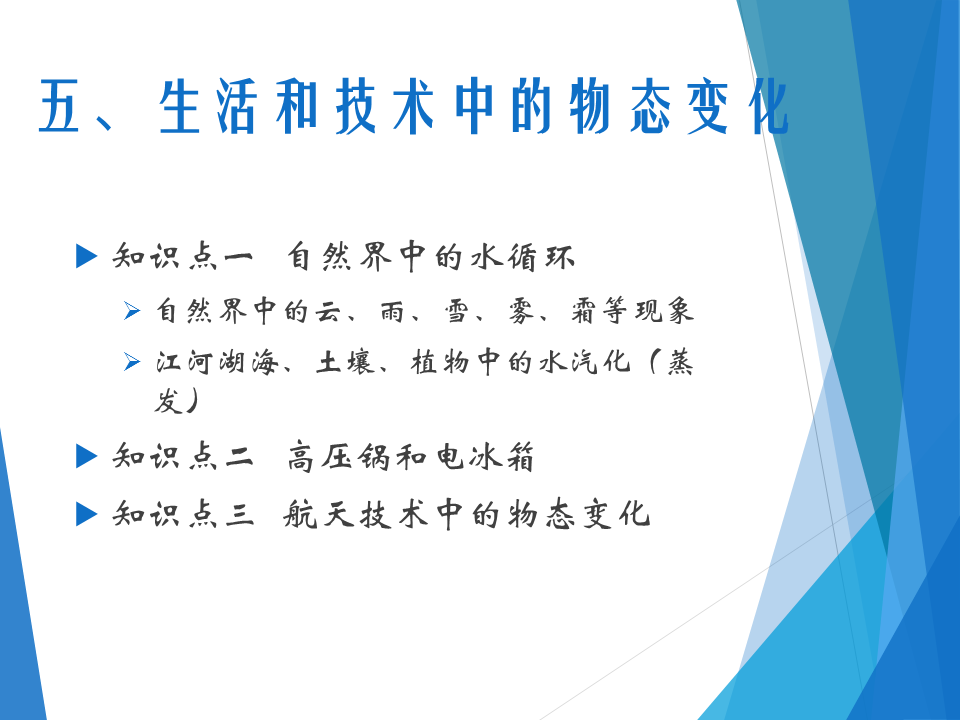 五、生活和技术中的物态变化
知识点一 自然界中的水循环
自然界中的云、雨、雪、雾、霜等现象
江河湖海、土壤、植物中的水汽化（蒸
发）
知识点二 高压锅和电冰箱
知识点三 航天技术中的物态变化